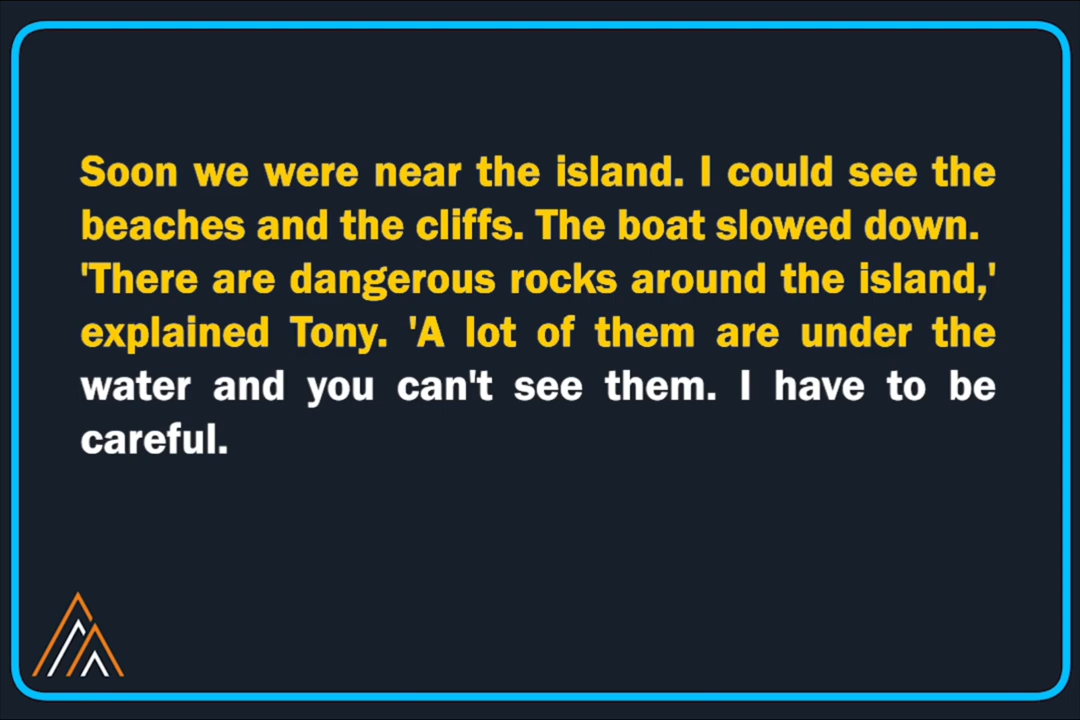 Soon we were near the island. I could see the
beaches and the cliffs. The boat slowed down.
'There are dangerous rocks around the island,'
explained Tony. 'A lot of them are under the
water and you can't see them. I have to be
careful.